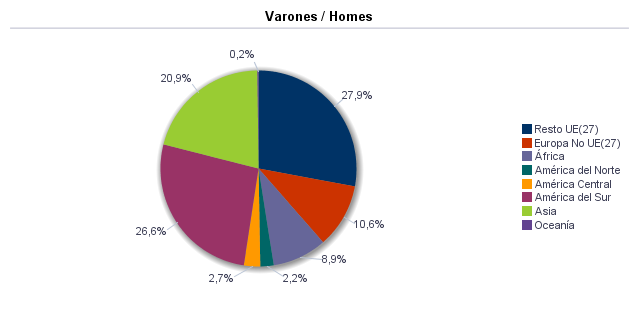 Varones / Homes
0,2%
20,9%
27,9%
26,6%
10,6%
2,7%
2,2%
8,9%
Resto UE(27)
Europa No UE(27)
África
América del Norte
América Central
América del Sur
Asia
Oceanía